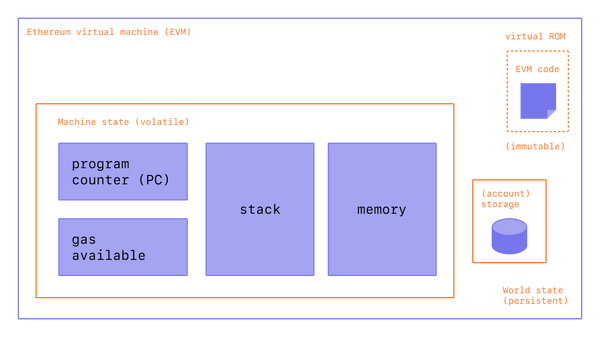 Ethereum virtual machine (EVM)
virtual ROM
EVM code
(immutable)
Machine state (volatile)
program
counter (PC)
gas
available
stack
memory
(account)
storage
World state
(persistent)